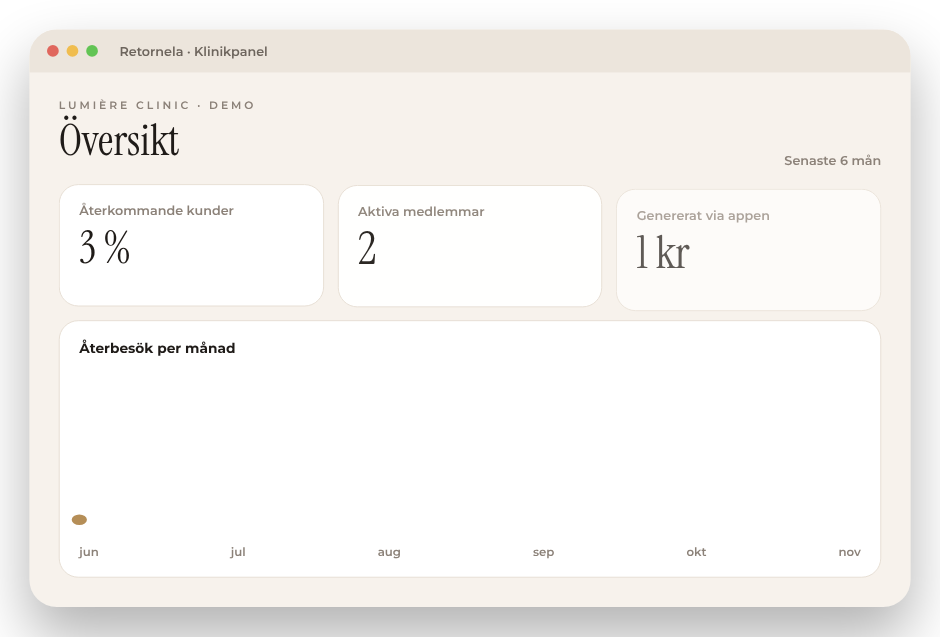 Retornela · Klinikpanel
LUMIÈRE CLINIC · DEMO
Översikt
Senaste 6 mån
Återkommande kunder
3 %
Aktiva medlemmar
2
Genererat via appen
1 kr
Återbesök per månad
jun jul aug sep okt nov